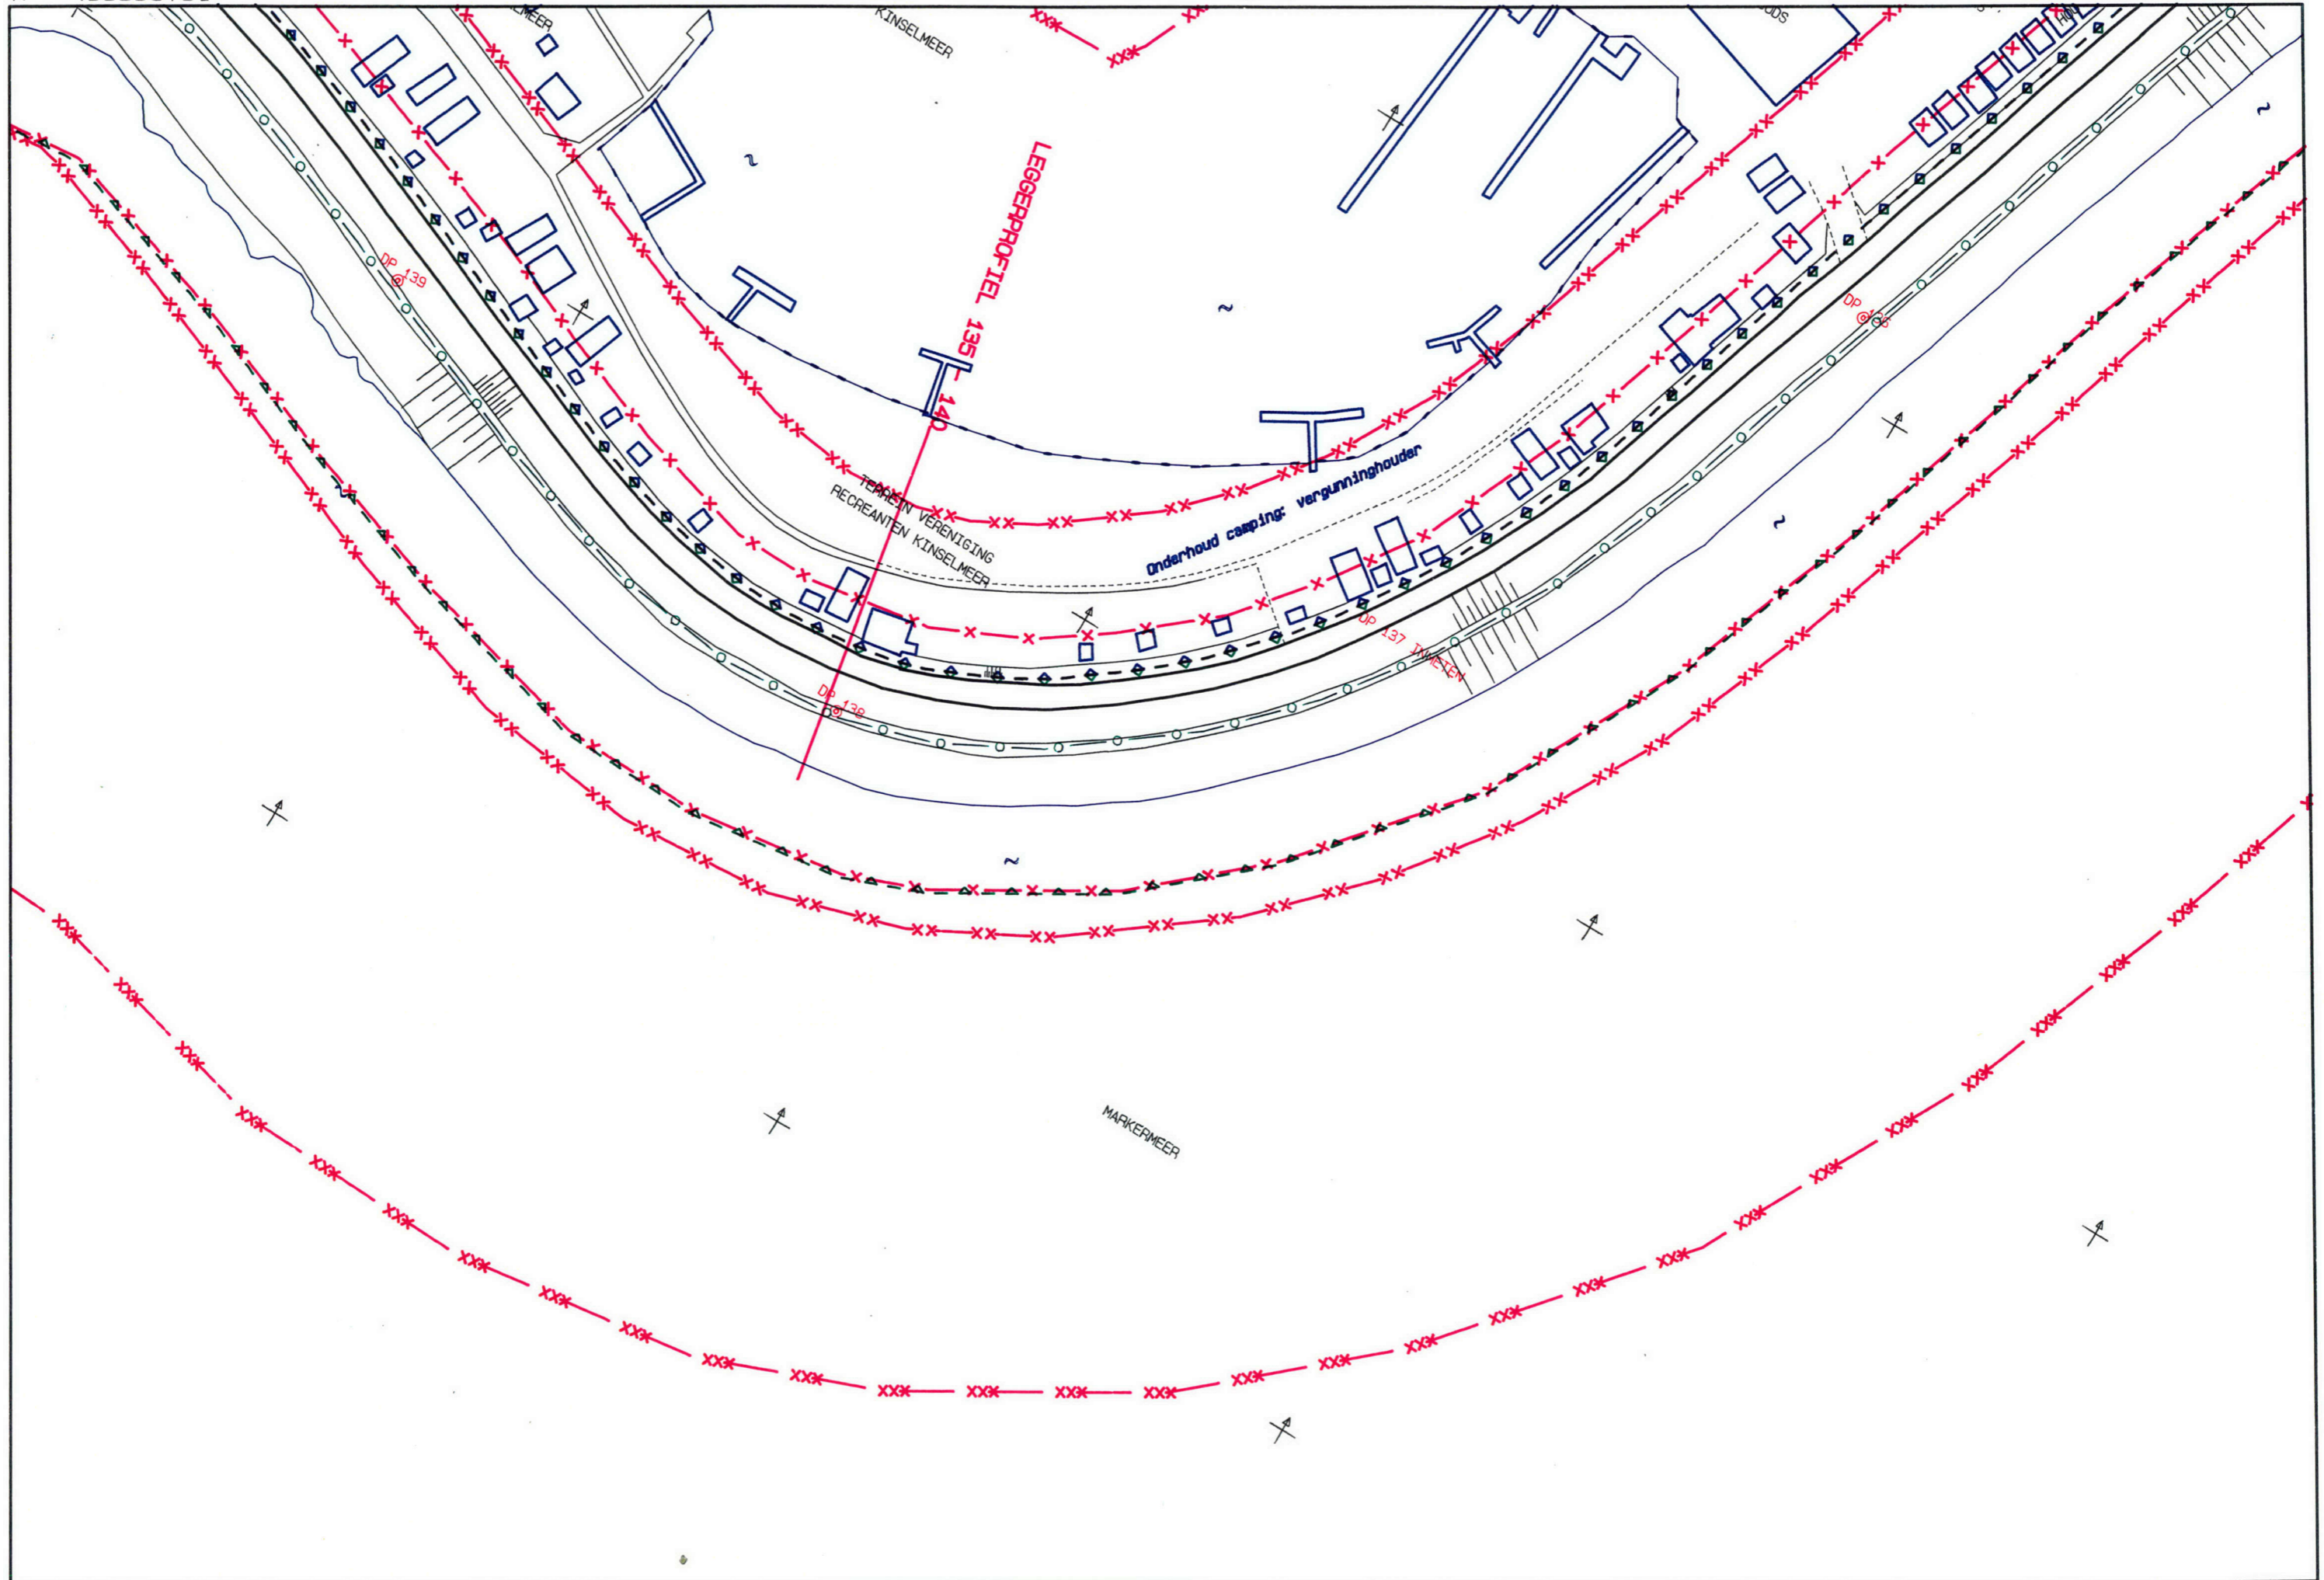 KINSELMEER
LEGGERPROFIEL 135 - 140
DP 139
DP
TERREIN VERENIGING
RECREANTEN KINSELMEER
Onderhoud camping: vergunninghouder
DP 137 INMETEN
DP 138
MARKERMEER